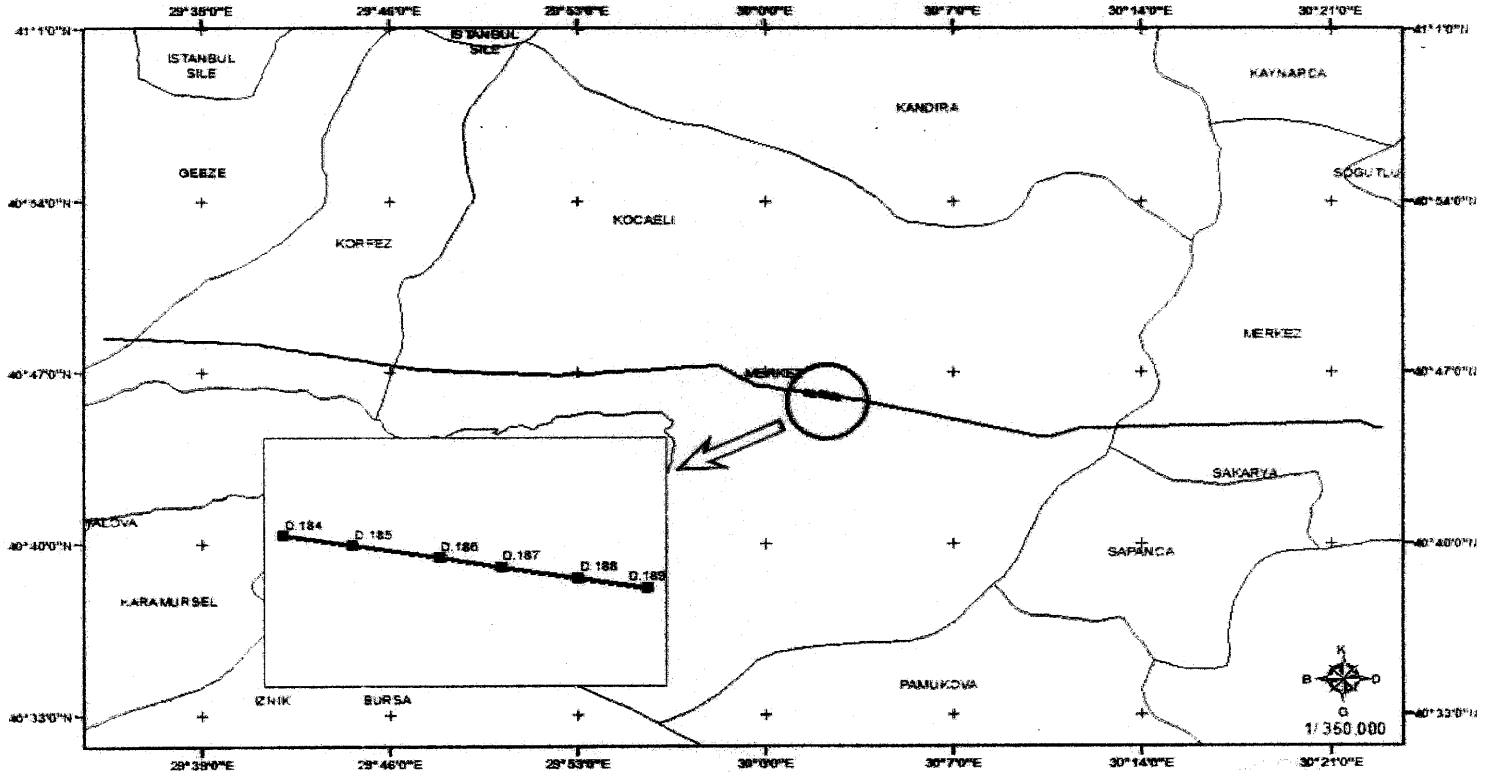 29°39'0"E 29°46'0"E 29°53'0"E 30°0'0"E 30°7'0"E 30°14'0"E 30°21'0"E
41°1'0"N 41°1'0"N
ISTANBUL
SILE
ISTANBUL
SILE
KAYNARCA
KANDIRA
GEBZE
SOGUTLU
40°54'0"N 40°54'0"N
KOCAELI
KORFEZ
MERKEZ
40°47'0"N MERKEZ 40°47'0"N
SAKARYA
YALOVA
D.184
D.185
D.186
D.187
D.188
D.189
40°40'0"N 40°40'0"N
SAPANCA
KARAMURSEL
K
B D
G
PAMUKOVA
IZNIK BURSA
40°33'0"N 40°33'0"N
1/ 350,000
29°39'0"E 29°46'0"E 29°53'0"E 30°0'0"E 30°7'0"E 30°14'0"E 30°21'0"E